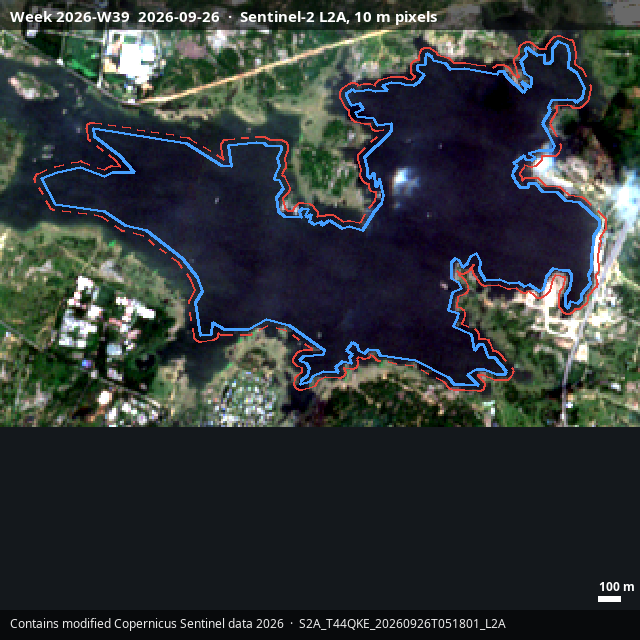 Week 2026-W39  2026-09-26  ·  Sentinel-2 L2A, 10 m pixels
100 m
Contains modified Copernicus Sentinel data 2026  ·  S2A_T44QKE_20260926T051801_L2A